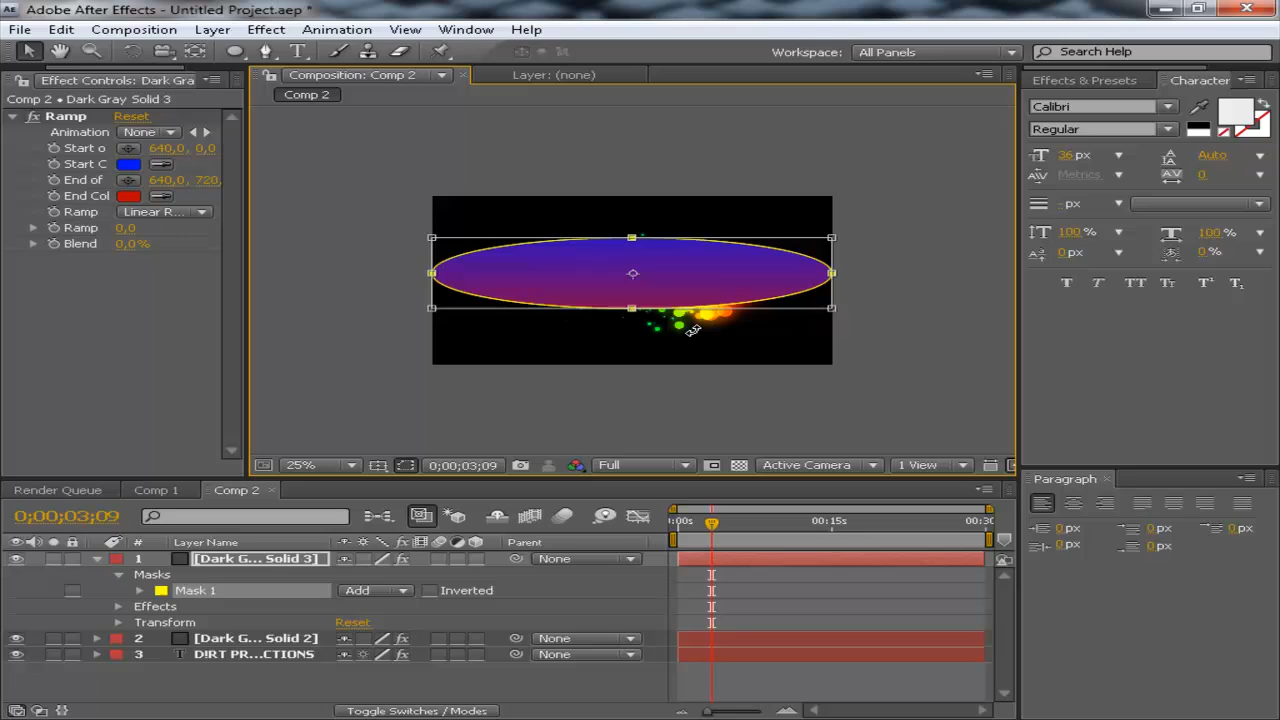 Adobe After Effects - Untitled Project.aep *
File Edit Composition Layer Effect Animation View Window Help
Workspace: All Panels Search Help
Effect Controls: Dark Gra
Composition: Comp 2
Layer: (none)
Effects & Presets
Character
Comp 2 • Dark Gray Solid 3
Comp 2
Ramp Reset
Animation None
Start o 640,0, 0,0
Start C
End of 640,0, 720,
End Col
Ramp Linear R...
Ramp 0,0
Blend 0,0%
Calibri
Regular
36 px Auto
Metrics 0
- px
100 % 100 %
0 px 0 %
25% 0;00;03;09 Full Active Camera 1 View
Paragraph
0 px 0 px 0 px
0 px 0 px
Render Queue Comp 1 Comp 2
0;00;03;09
:00s 00:15s 00:30
# Layer Name Parent
1 [Dark G... Solid 3] None
Masks
Mask 1 Add Inverted
Effects
Transform Reset
2 [Dark G... Solid 2] None
3 D!RT PR...CTIONS None
Toggle Switches / Modes